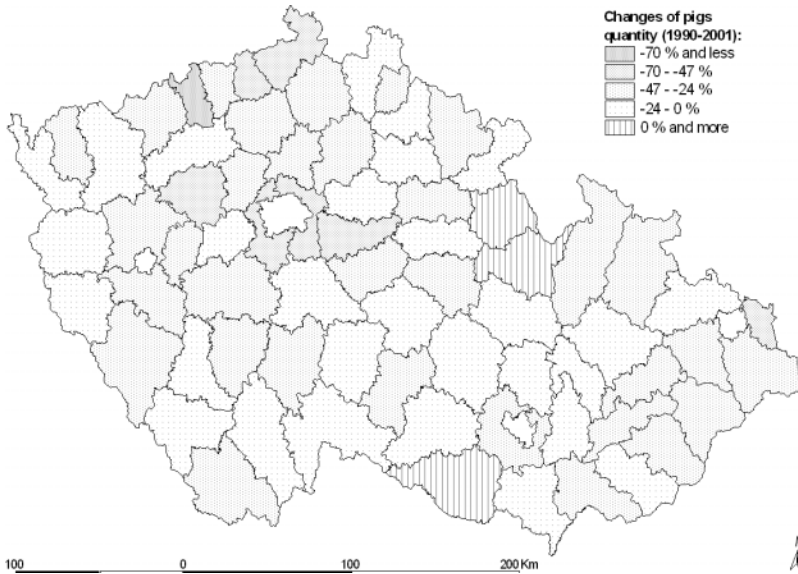 Changes of pigs
quantity (1990-2001):
-70 % and less
-70 - -47 %
-47 - -24 %
-24 - 0 %
0 % and more
100 0 100 200 Km